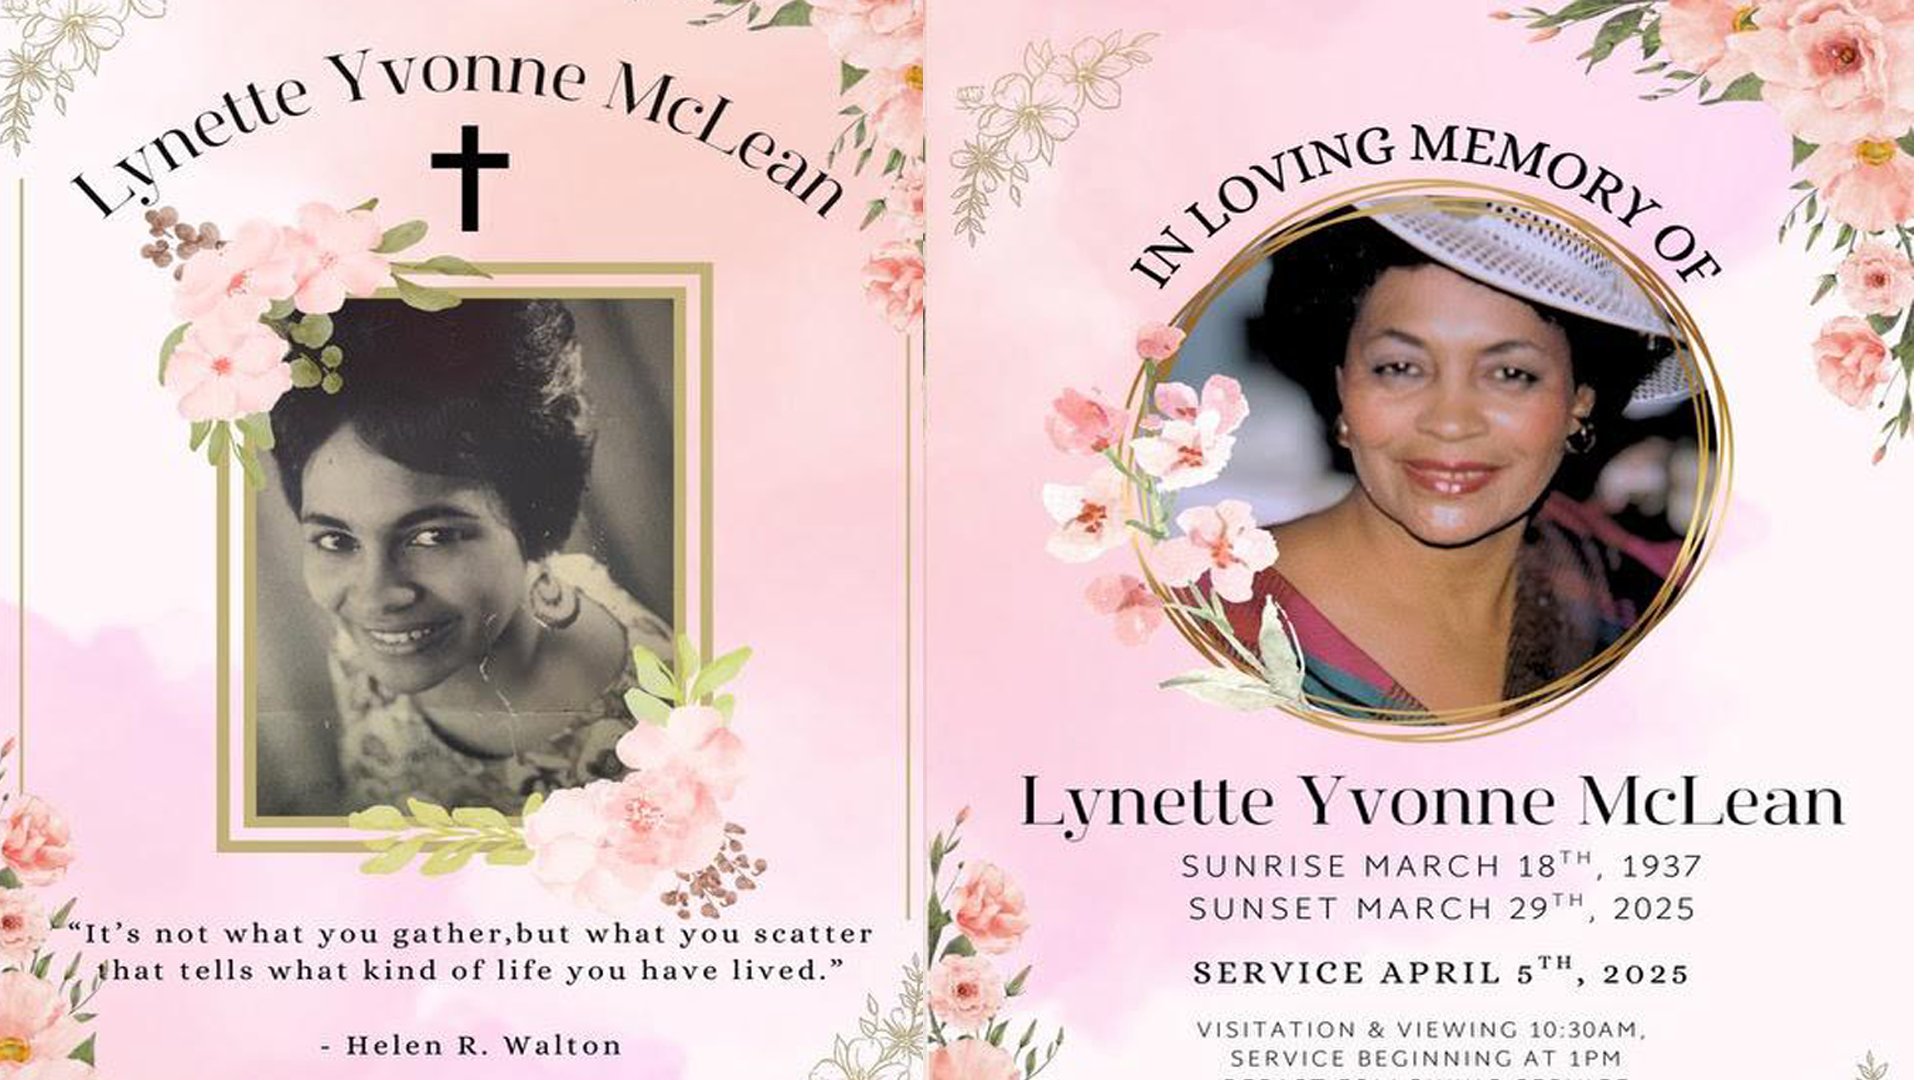 Lynette Yvonne McLean
“It’s not what you gather,but what you scatter
that tells what kind of life you have lived.”
- Helen R. Walton
IN LOVING MEMORY OF
Lynette Yvonne McLean
SUNRISE MARCH 18TH, 1937
SUNSET MARCH 29TH, 2025
SERVICE APRIL 5TH, 2025
VISITATION & VIEWING 10:30AM,
SERVICE BEGINNING AT 1PM